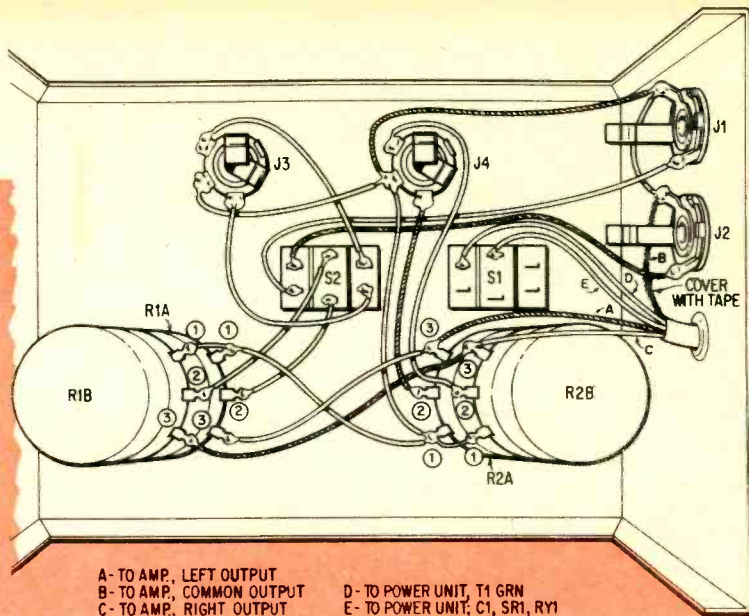 J1
J3
J4
J2
S2
S1
B
E
D
COVER
WITH TAPE
A
C
R1A
1
1
3
R1B
2
3
R2B
3
3
2
2
2
1
1
R2A
A- TO AMP., LEFT OUTPUT
B- TO AMP., COMMON OUTPUT
D- TO POWER UNIT, T1 GRN
C- TO AMP., RIGHT OUTPUT
E- TO POWER UNIT; C1, SR1, RY1